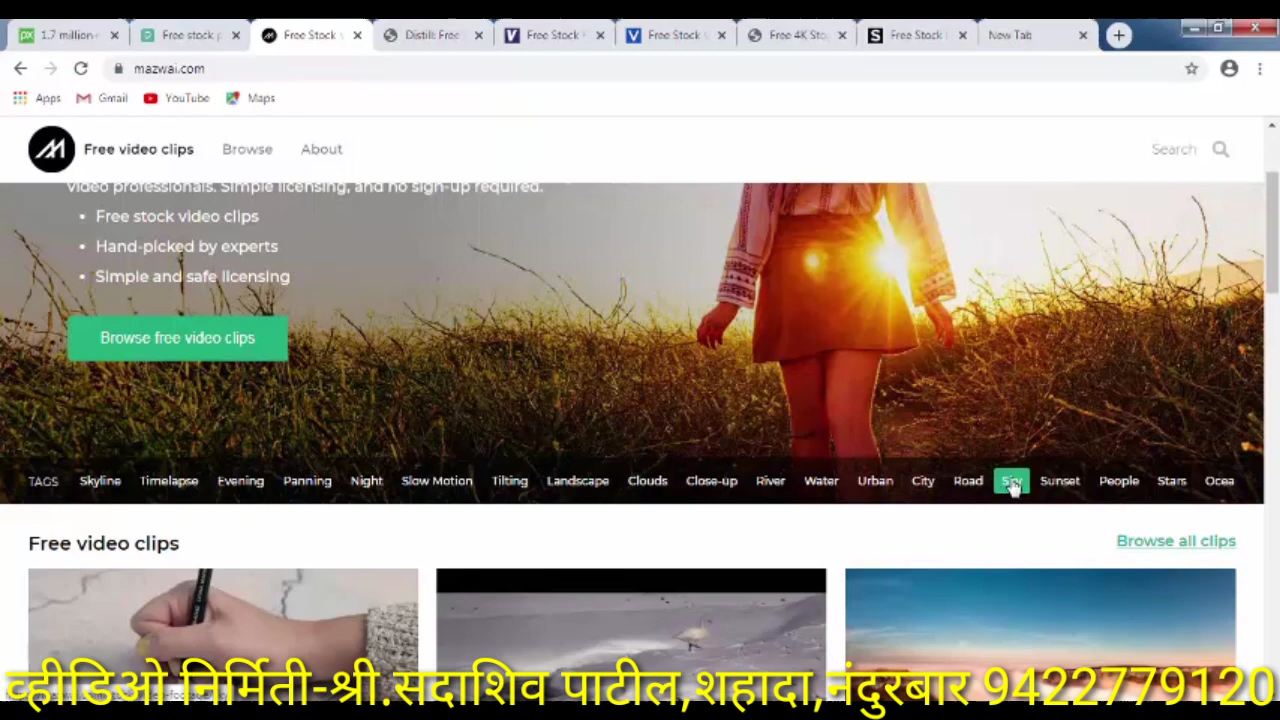 1.7 million
Free stock p
Free Stock v
Distill: Free
Free Stock
Free Stock
Free 4K Sto
Free Stock
New Tab
mazwai.com
Apps Gmail YouTube Maps
Free video clips Browse About Search
video professionals. Simple licensing, and no sign-up required.
• Free stock video clips
• Hand-picked by experts
• Simple and safe licensing
Browse free video clips
TAGS Skyline Timelapse Evening Panning Night Slow Motion Tilting Landscape Clouds Close-up River Water Urban City Road Sky Sunset People Stars Ocea
Free video clips Browse all clips
व्हीडिओ निर्मिती-श्री.सदाशिव पाटील,शहादा,नंदुरबार 9422779120